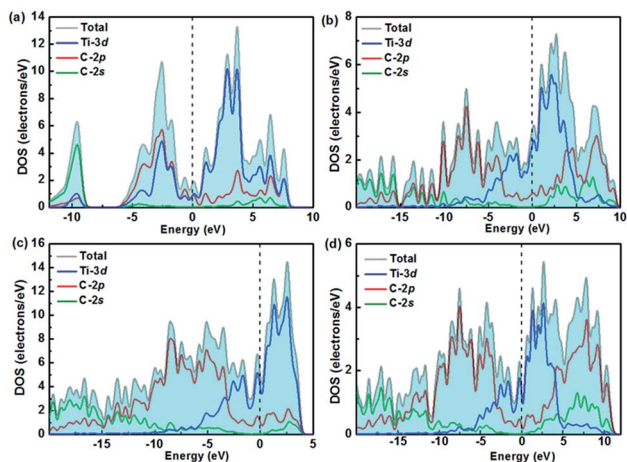 (a)
14
12
10
8
6
4
2
0
DOS (electrons/eV)
Total
Ti-3d
C-2p
C-2s
-10 -5 0 5 10
Energy (eV)
(b)
8
6
4
2
0
DOS (electrons/eV)
Total
Ti-3d
C-2p
C-2s
-15 -10 -5 0 5 10
Energy (eV)
(c)
16
14
12
10
8
6
4
2
0
DOS (electrons/eV)
Total
Ti-3d
C-2p
C-2s
-15 -10 -5 0 5
Energy (eV)
(d)
6
4
2
0
DOS (electrons/eV)
Total
Ti-3d
C-2p
C-2s
-20 -15 -10 -5 0 5 10
Energy (eV)